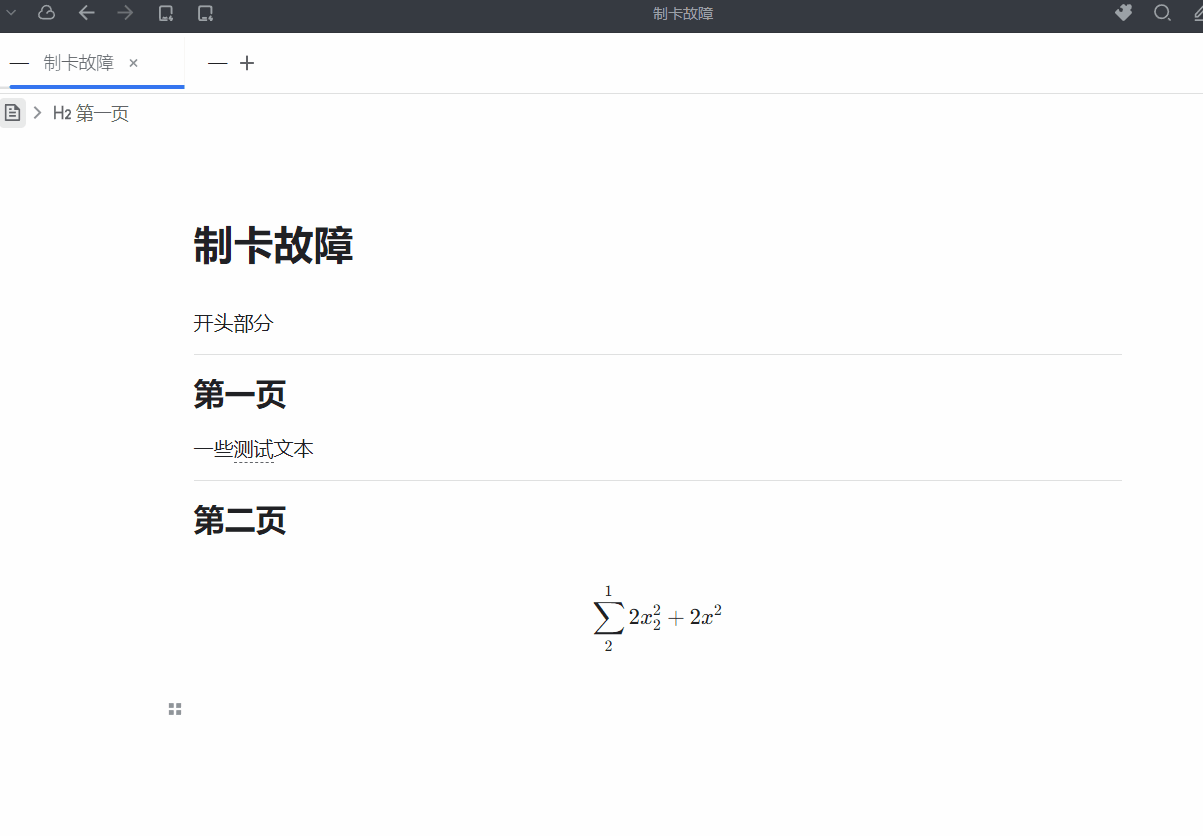 制卡故障
制卡故障 ×
H2 第一页
制卡故障
开头部分
第一页
一些测试文本
第二页
\sum_{2}^{1} 2x_2^2 + 2x^2